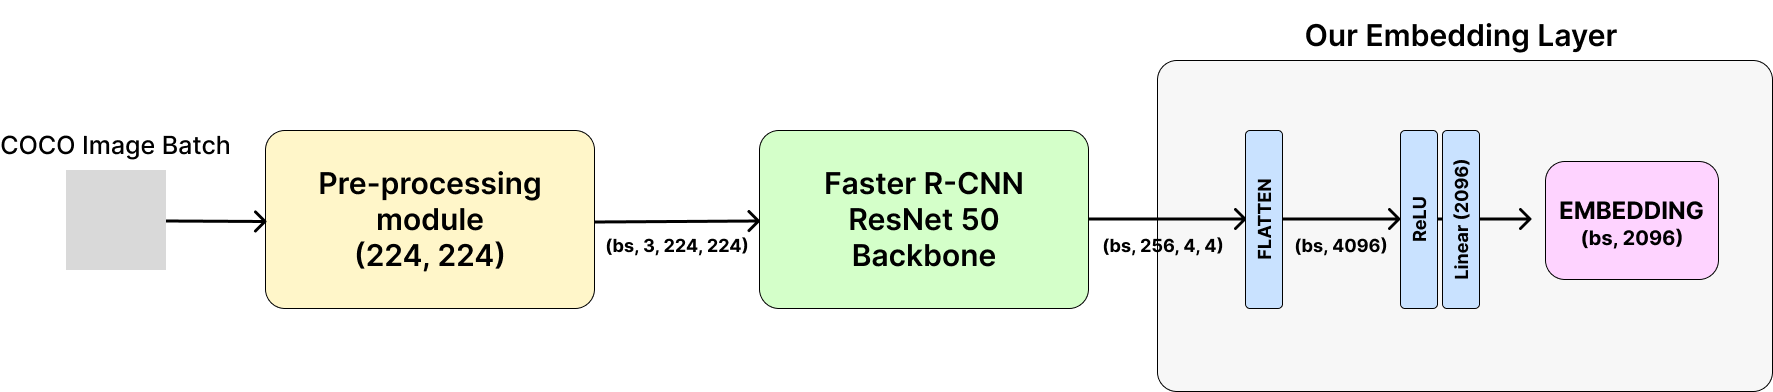 Our Embedding Layer
COCO Image Batch
Pre-processing
module
(224, 224)
(bs, 3, 224, 224)
Faster R-CNN
ResNet 50
Backbone
(bs, 256, 4, 4)
FLATTEN
(bs, 4096)
ReLU
Linear (2096)
EMBEDDING
(bs, 2096)